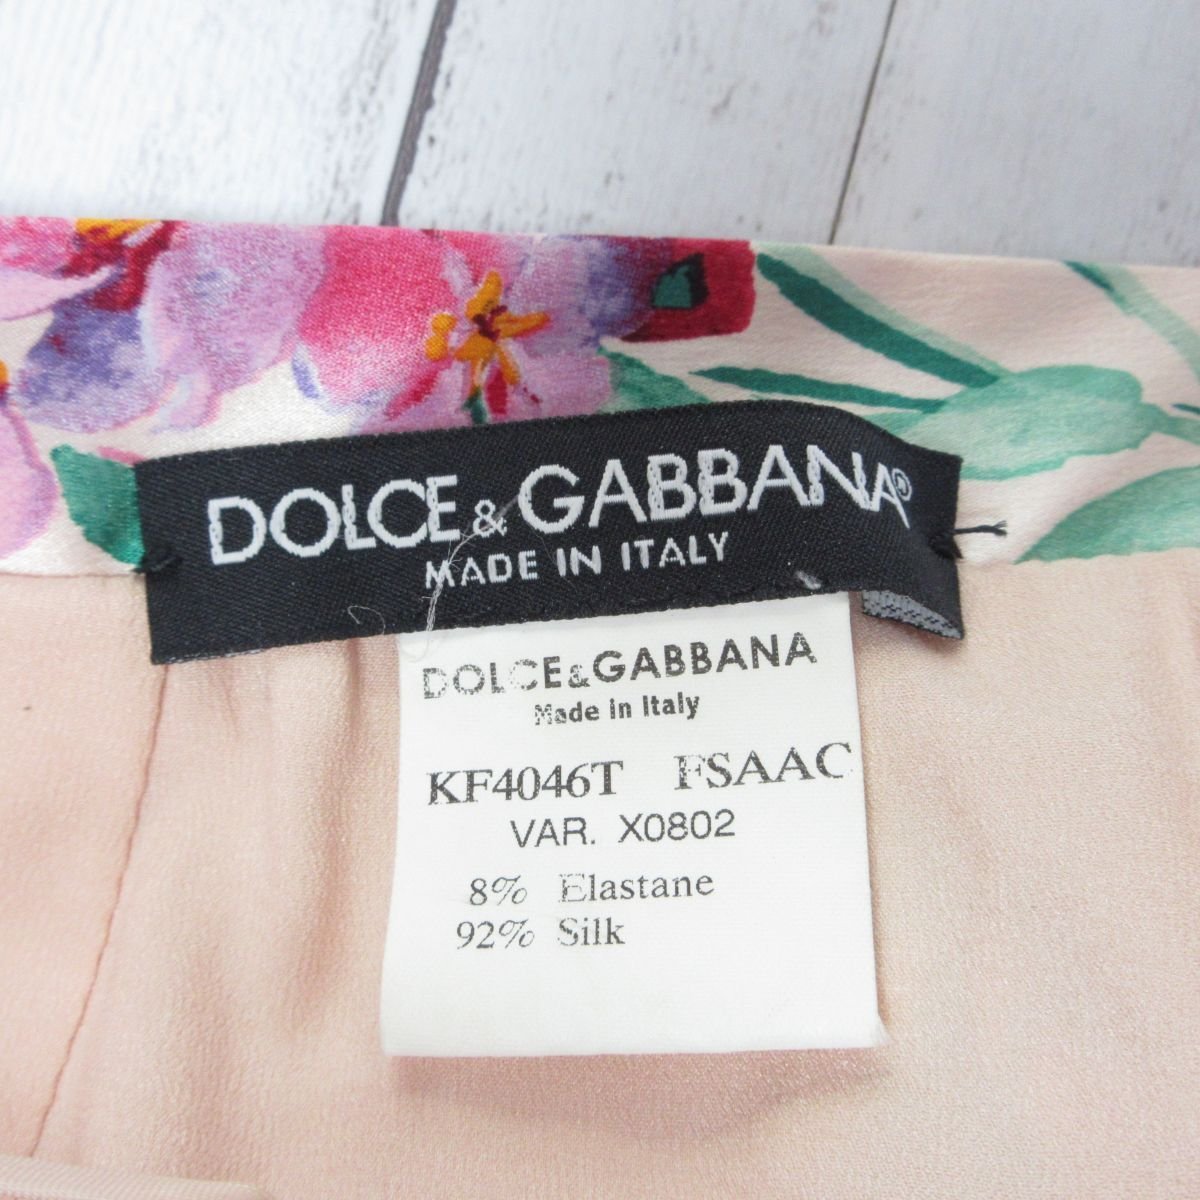 DOLCE & GABBANA®
MADE IN ITALY
DOLCE&GABBANA
Made in Italy
KF4046T FSAAC
VAR. X0802
8% Elastane
92% Silk